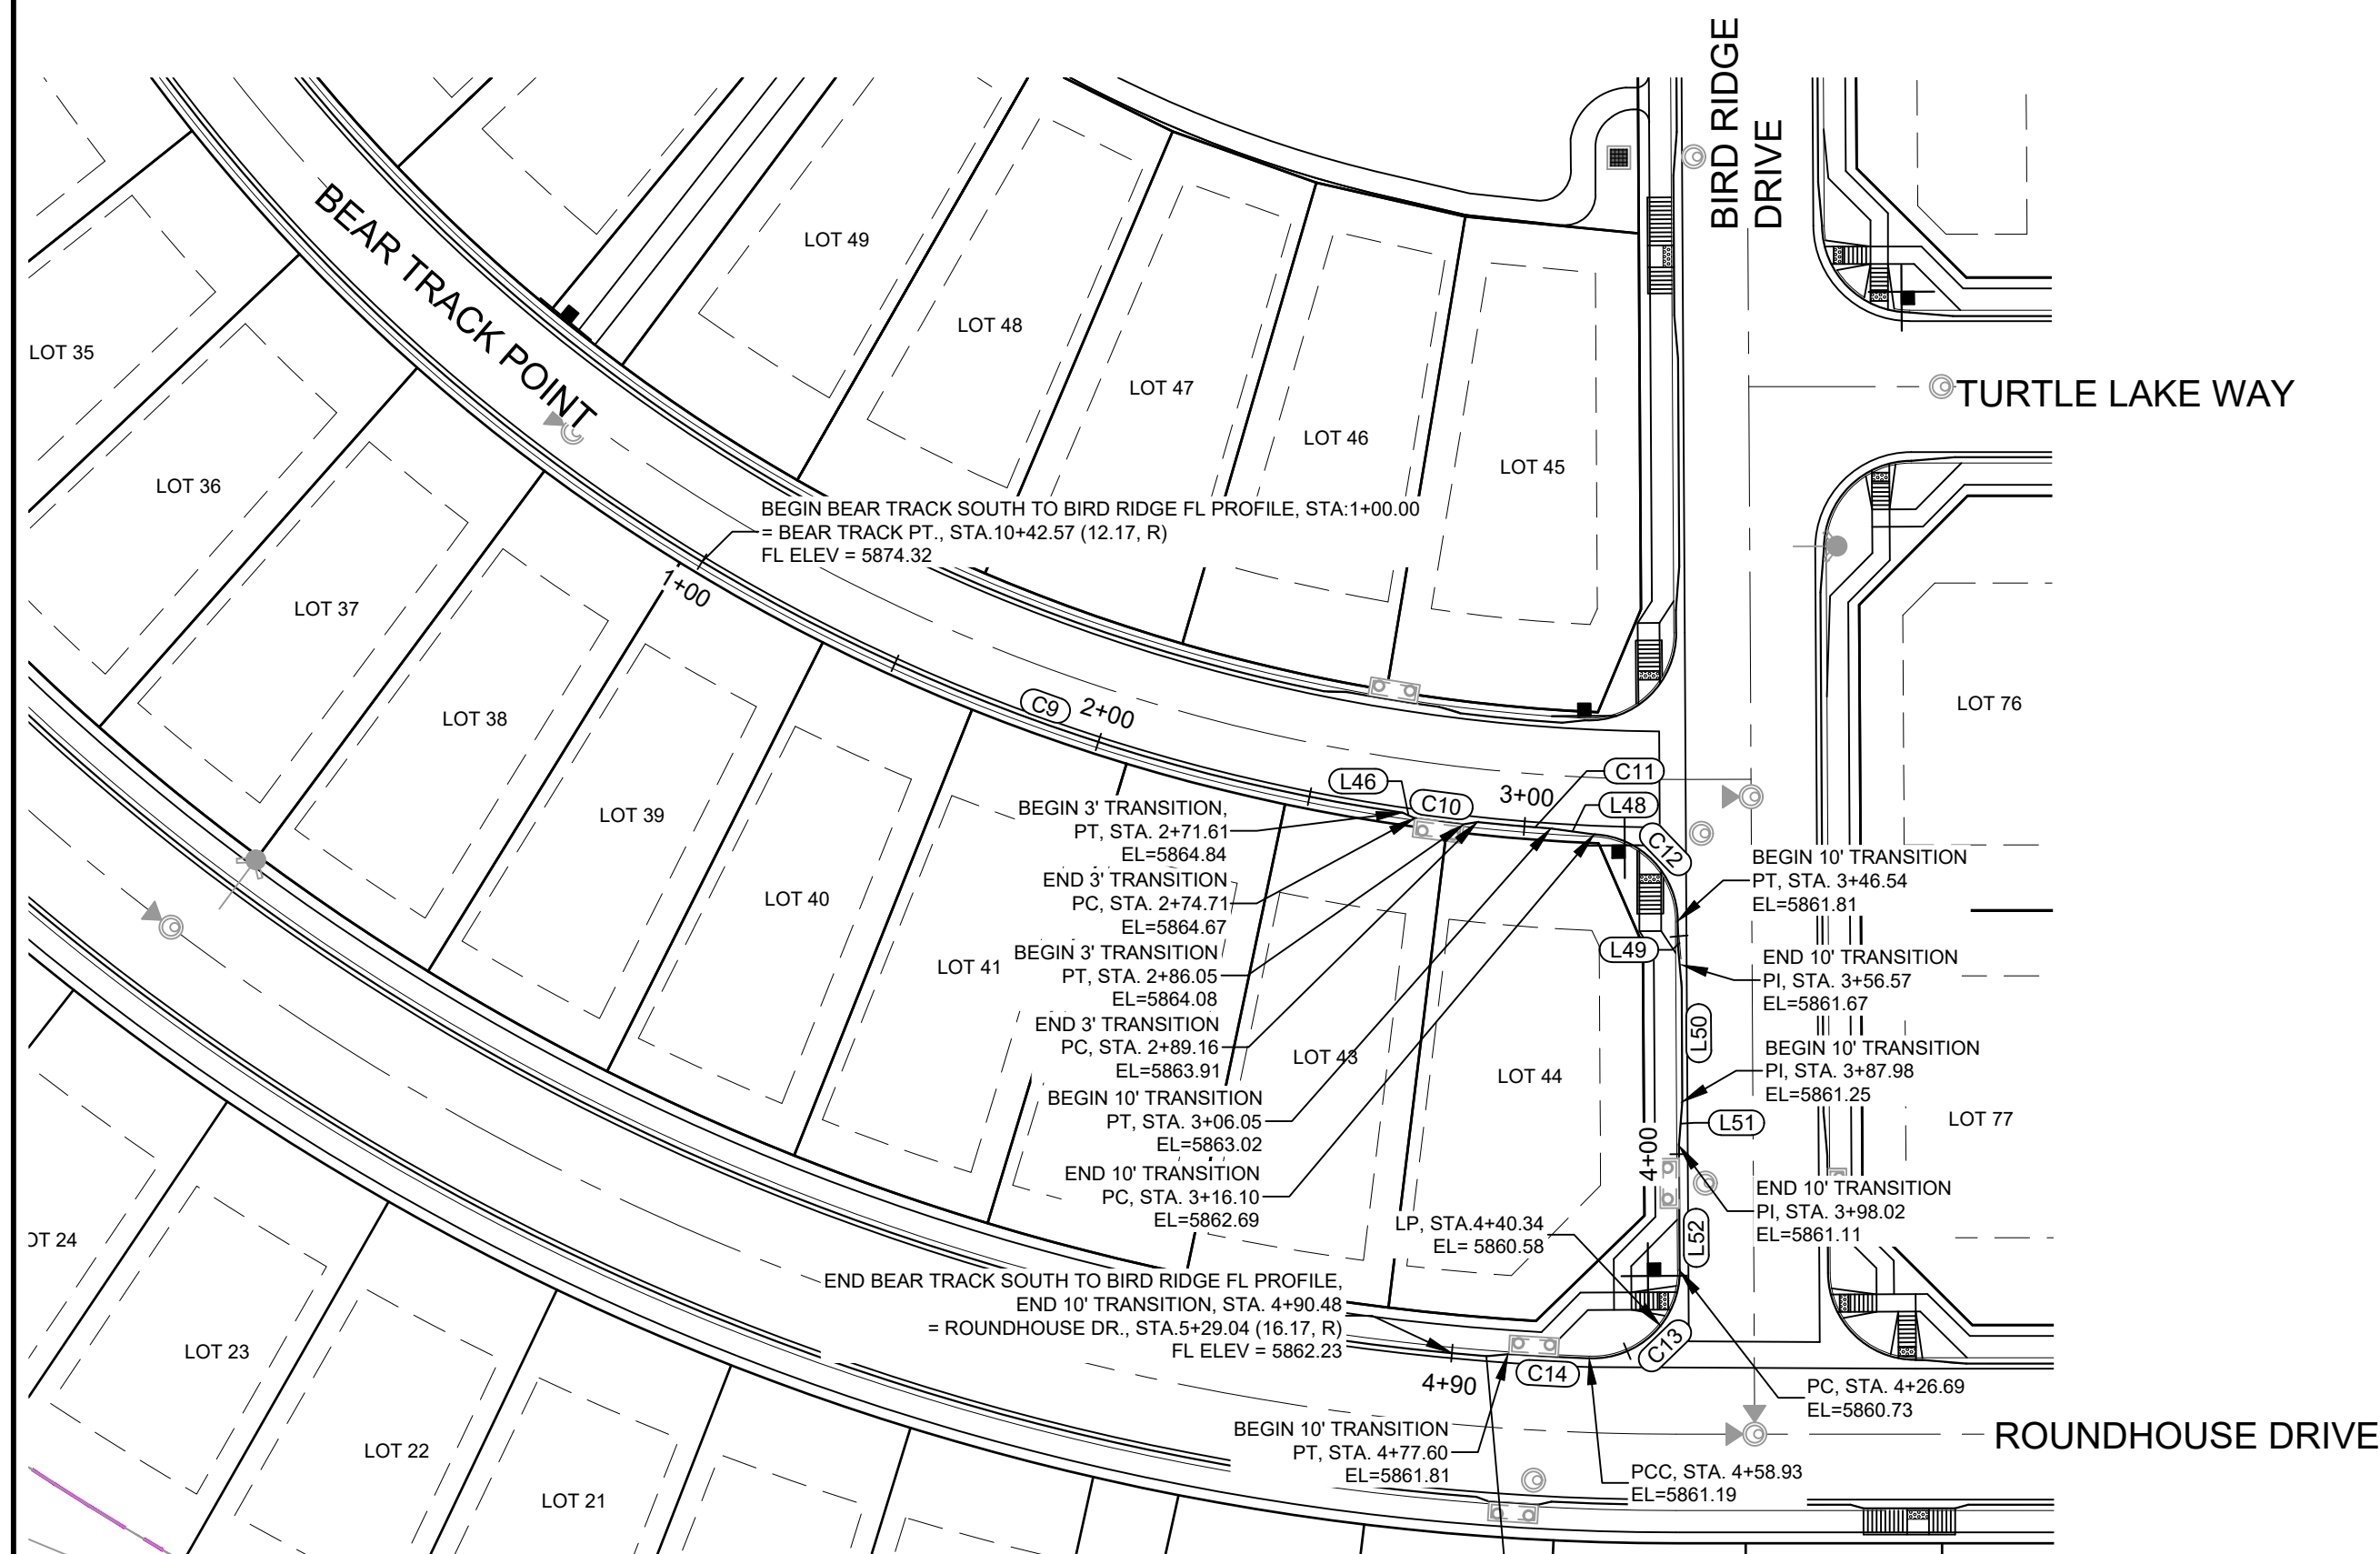 BIRD RIDGE
DRIVE
BEAR TRACK POINT
TURTLE LAKE WAY
ROUNDHOUSE DRIVE
LOT 49
LOT 48
LOT 47
LOT 46
LOT 45
LOT 35
LOT 36
LOT 37
LOT 38
LOT 39
LOT 40
LOT 41
LOT 43
LOT 44
LOT 76
LOT 77
OT 24
LOT 23
LOT 22
LOT 21
BEGIN BEAR TRACK SOUTH TO BIRD RIDGE FL PROFILE, STA:1+00.00
= BEAR TRACK PT., STA.10+42.57 (12.17, R)
FL ELEV = 5874.32
1+00
C9
2+00
L46
C10
3+00
C11
L48
C12
BEGIN 3' TRANSITION,
PT, STA. 2+71.61
EL=5864.84
END 3' TRANSITION
PC, STA. 2+74.71
EL=5864.67
BEGIN 3' TRANSITION
PT, STA. 2+86.05
EL=5864.08
END 3' TRANSITION
PC, STA. 2+89.16
EL=5863.91
BEGIN 10' TRANSITION
PT, STA. 3+06.05
EL=5863.02
END 10' TRANSITION
PC, STA. 3+16.10
EL=5862.69
BEGIN 10' TRANSITION
PT, STA. 3+46.54
EL=5861.81
L49
END 10' TRANSITION
PI, STA. 3+56.57
EL=5861.67
L50
BEGIN 10' TRANSITION
PI, STA. 3+87.98
EL=5861.25
L51
4+00
END 10' TRANSITION
PI, STA. 3+98.02
EL=5861.11
L52
LP, STA.4+40.34
EL= 5860.58
END BEAR TRACK SOUTH TO BIRD RIDGE FL PROFILE,
END 10' TRANSITION, STA. 4+90.48
= ROUNDHOUSE DR., STA.5+29.04 (16.17, R)
FL ELEV = 5862.23
C13
C14
4+90
PC, STA. 4+26.69
EL=5860.73
BEGIN 10' TRANSITION
PT, STA. 4+77.60
EL=5861.81
PCC, STA. 4+58.93
EL=5861.19